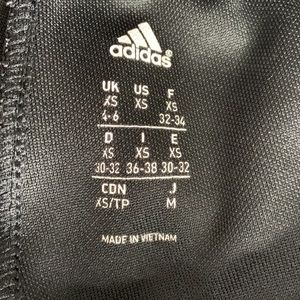 adidas®
UK US F
XS XS XS
4-6 32-34
D I E
XS XS XS
30-32 36-38 30-32
CDN J
XS/TP M
MADE IN VIETNAM